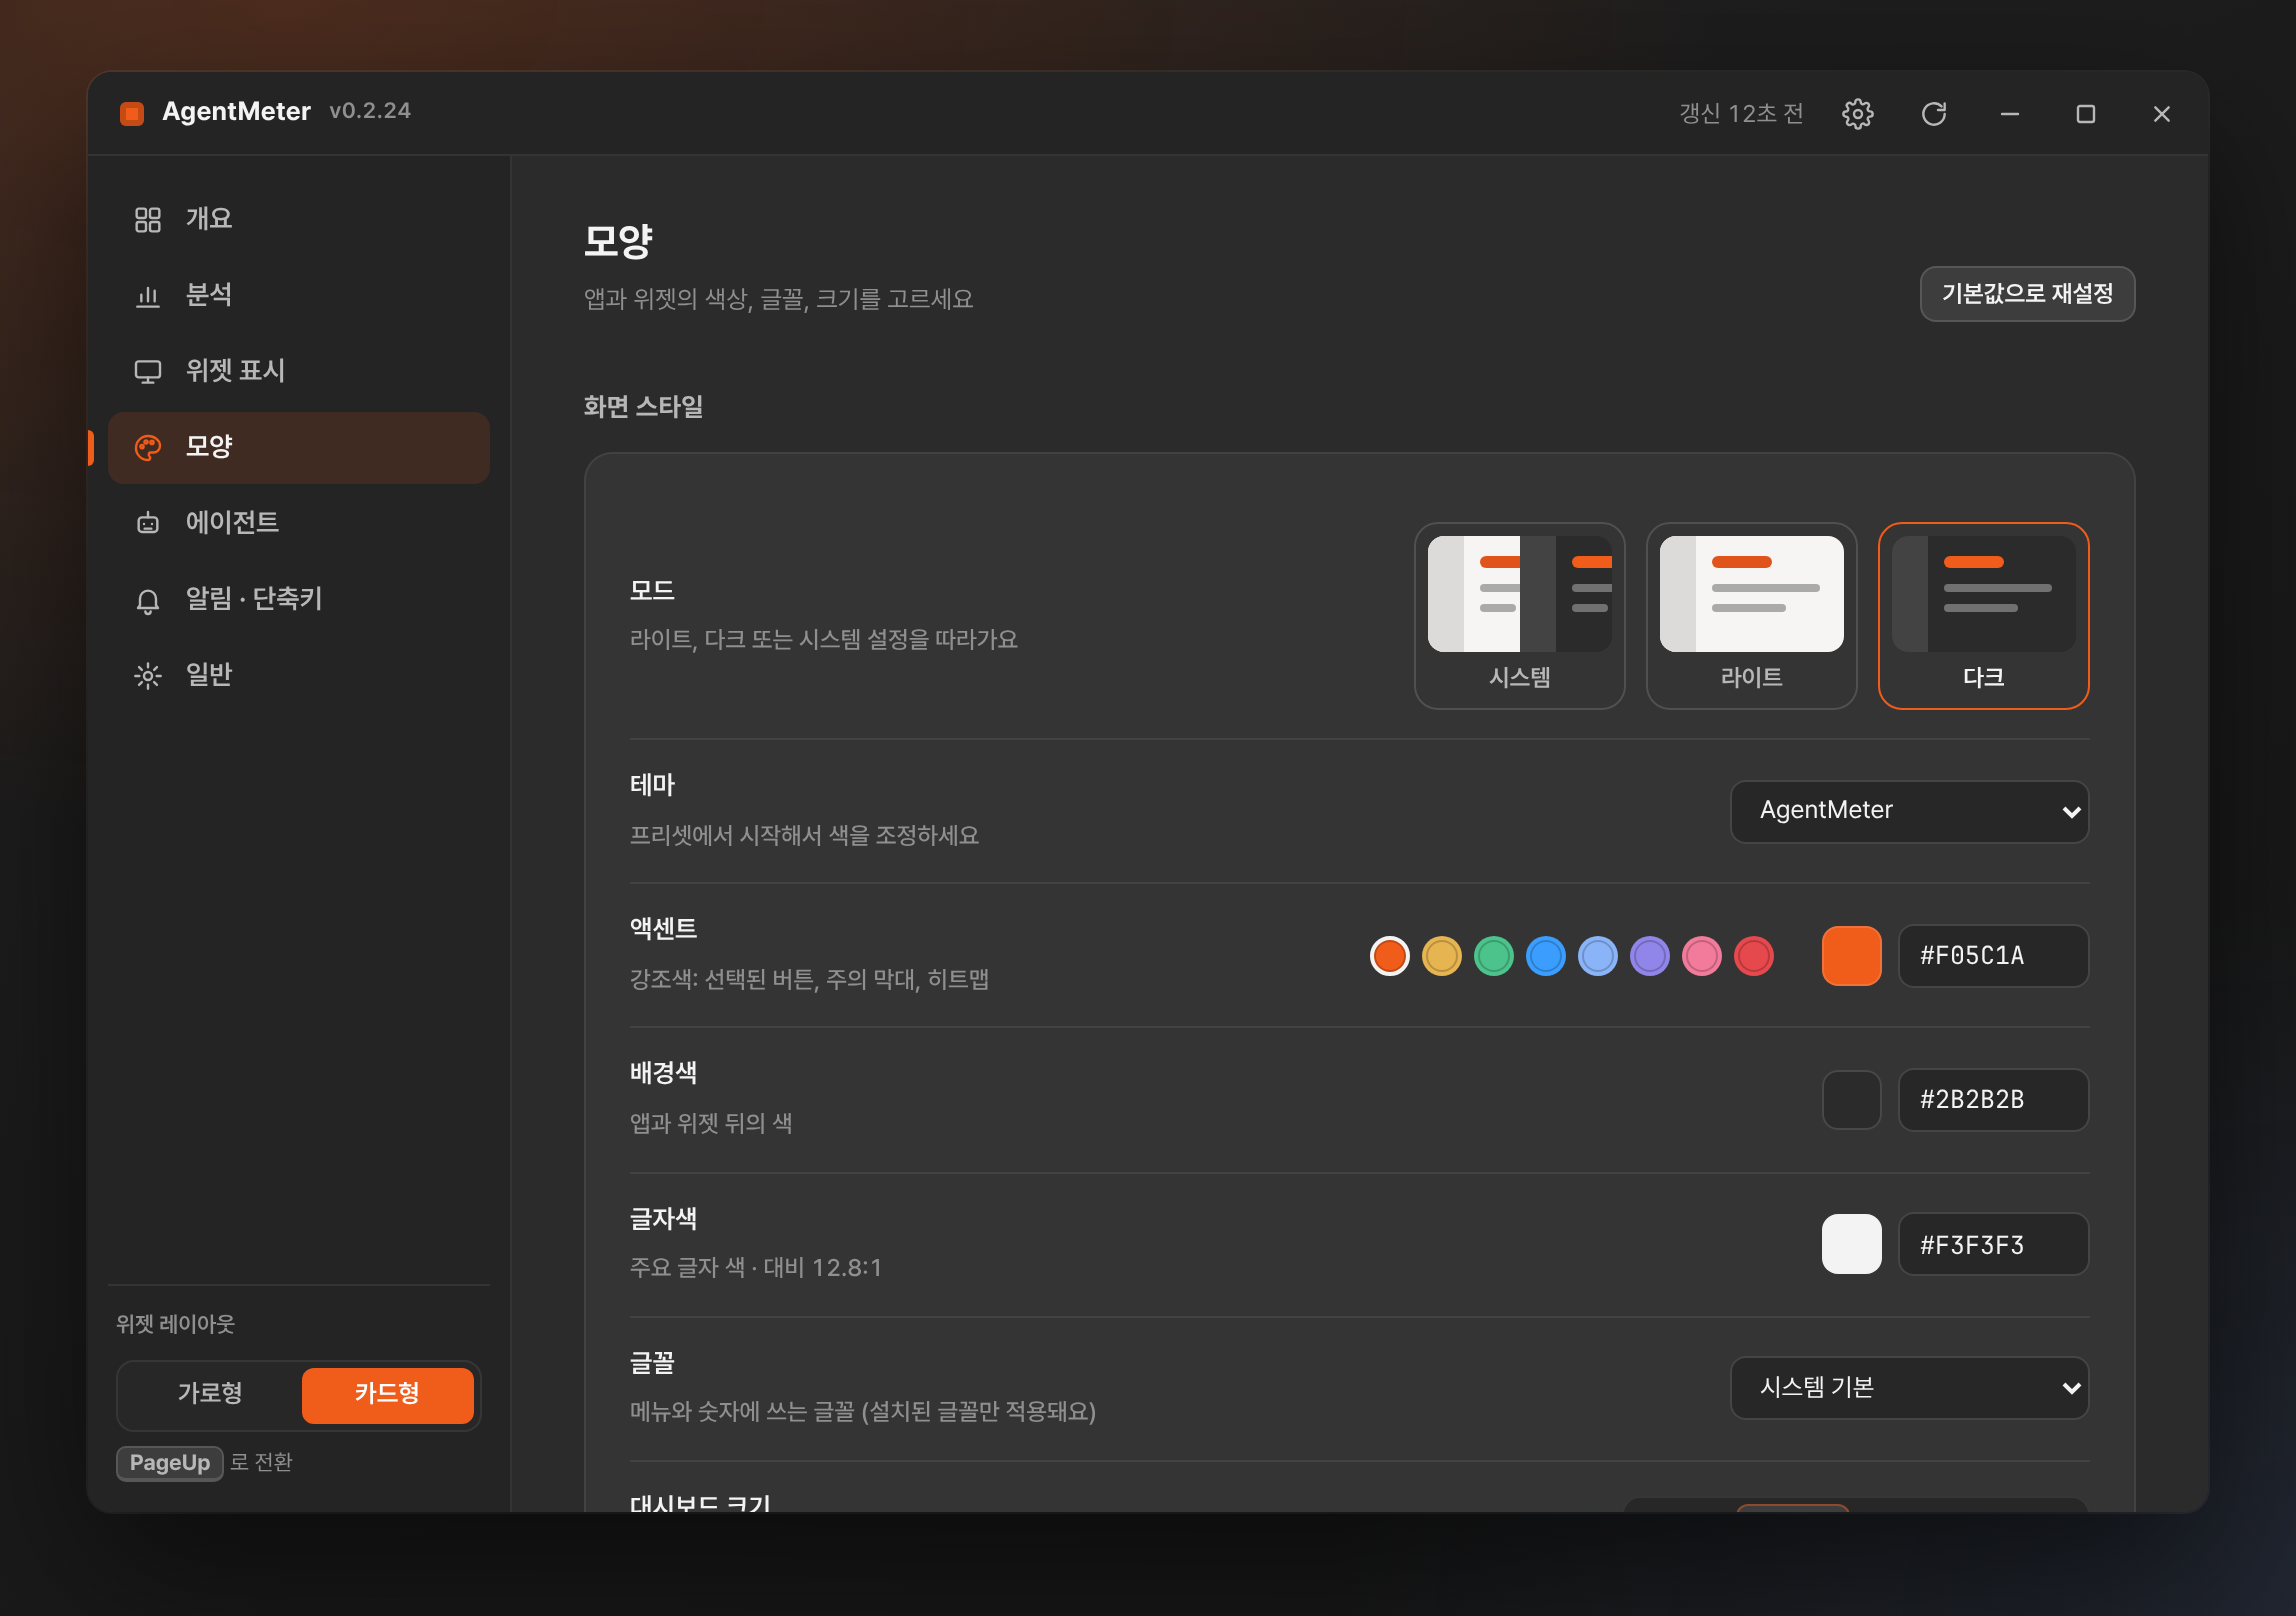 AgentMeter v0.2.24
갱신 12초 전
개요
분석
위젯 표시
모양
에이전트
알림 · 단축키
일반
위젯 레이아웃
가로형 카드형
PageUp 로 전환
모양
앱과 위젯의 색상, 글꼴, 크기를 고르세요
기본값으로 재설정
화면 스타일
모드
라이트, 다크 또는 시스템 설정을 따라가요
시스템 라이트 다크
테마
프리셋에서 시작해서 색을 조정하세요
AgentMeter
액센트
강조색: 선택된 버튼, 주의 막대, 히트맵
#F05C1A
배경색
앱과 위젯 뒤의 색
#2B2B2B
글자색
주요 글자 색 · 대비 12.8:1
#F3F3F3
글꼴
메뉴와 숫자에 쓰는 글꼴 (설치된 글꼴만 적용돼요)
시스템 기본
대시보드 크기